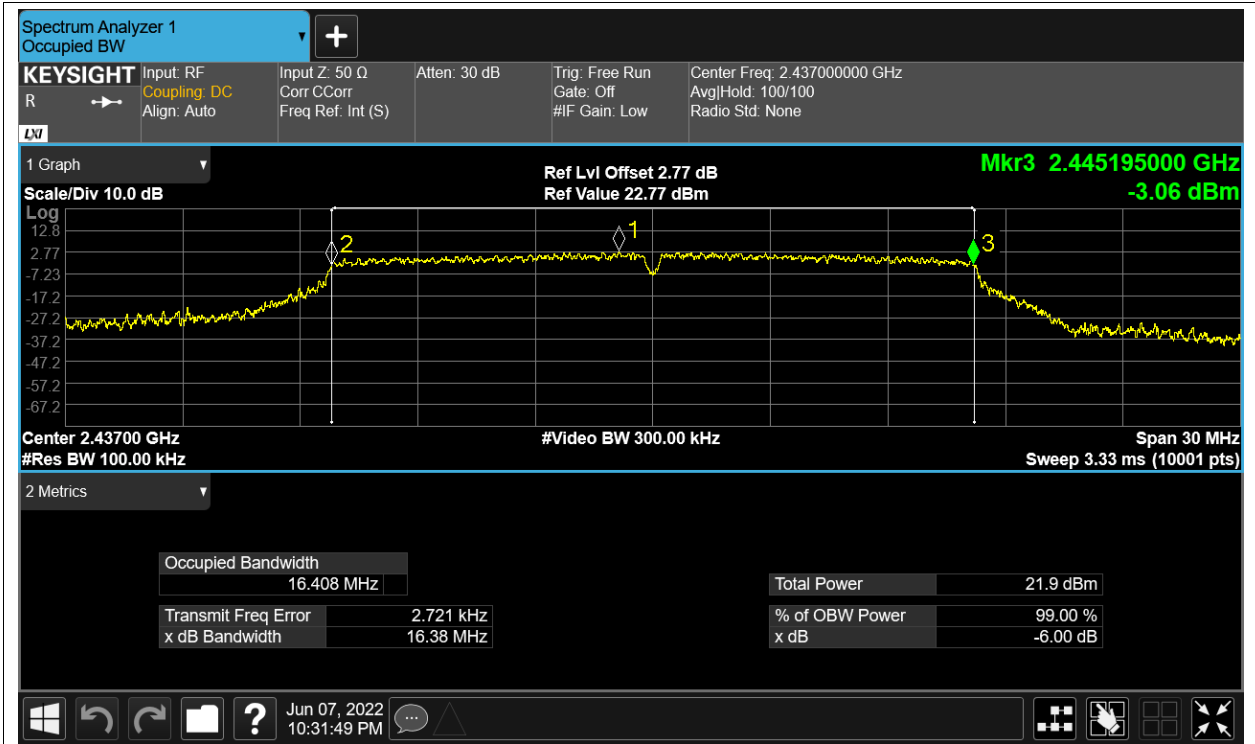 Spectrum Analyzer 1
Occupied BW
+
KEYSIGHT
R
LXI
Input: RF
Coupling: DC
Align: Auto
Input Z: 50 Ω
Corr CCorr
Freq Ref: Int (S)
Atten: 30 dB
Trig: Free Run
Gate: Off
#IF Gain: Low
Center Freq: 2.437000000 GHz
Avg|Hold: 100/100
Radio Std: None
1 Graph
Scale/Div 10.0 dB
Ref Lvl Offset 2.77 dB
Ref Value 22.77 dBm
Mkr3 2.445195000 GHz
-3.06 dBm
Log
12.8
2.77
-7.23
-17.2
-27.2
-37.2
-47.2
-57.2
-67.2
2
1
3
Center 2.43700 GHz
#Res BW 100.00 kHz
#Video BW 300.00 kHz
Span 30 MHz
Sweep 3.33 ms (10001 pts)
2 Metrics
Occupied Bandwidth
16.408 MHz
Transmit Freq Error 2.721 kHz
x dB Bandwidth 16.38 MHz
Total Power 21.9 dBm
% of OBW Power 99.00 %
x dB -6.00 dB
?
Jun 07, 2022
10:31:49 PM